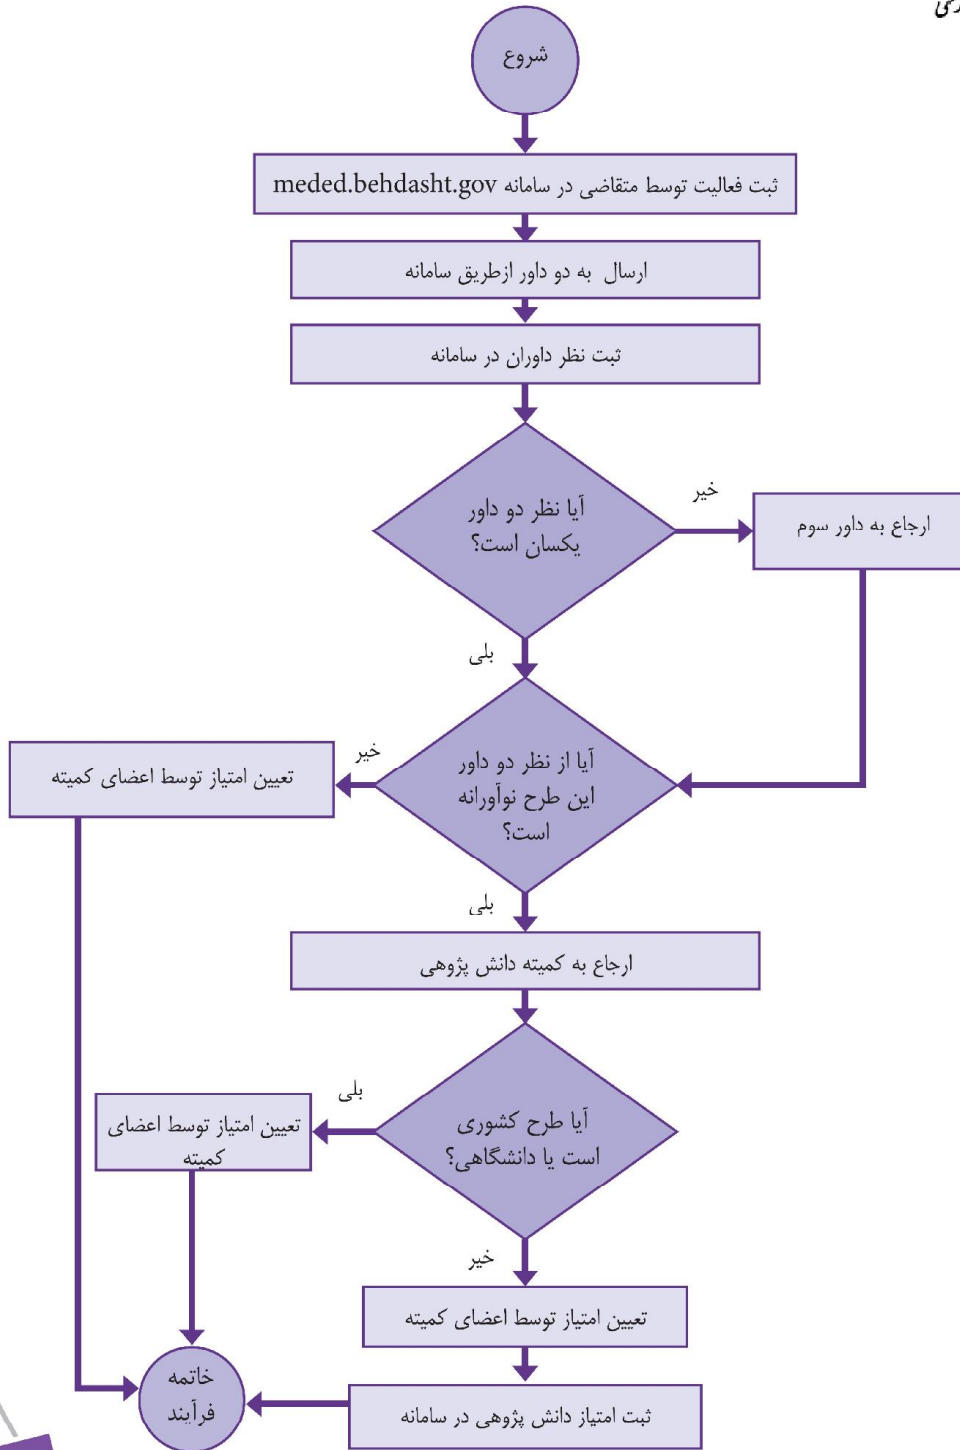 شروع
ثبت فعالیت توسط متقاضی در سامانه meded.behdasht.gov
ارسال به دو داور ازطریق سامانه
ثبت نظر داوران در سامانه
آیا نظر دو داور
یکسان است؟
خیر
ارجاع به داور سوم
بلی
آیا از نظر دو داور
این طرح نوآورانه
است؟
خیر
تعیین امتیاز توسط اعضای کمیته
بلی
ارجاع به کمیته دانش پژوهی
آیا طرح کشوری
است یا دانشگاهی؟
بلی
تعیین امتیاز توسط اعضای
کمیته
خیر
تعیین امتیاز توسط اعضای کمیته
ثبت امتیاز دانش پژوهی در سامانه
خاتمه
فرآیند